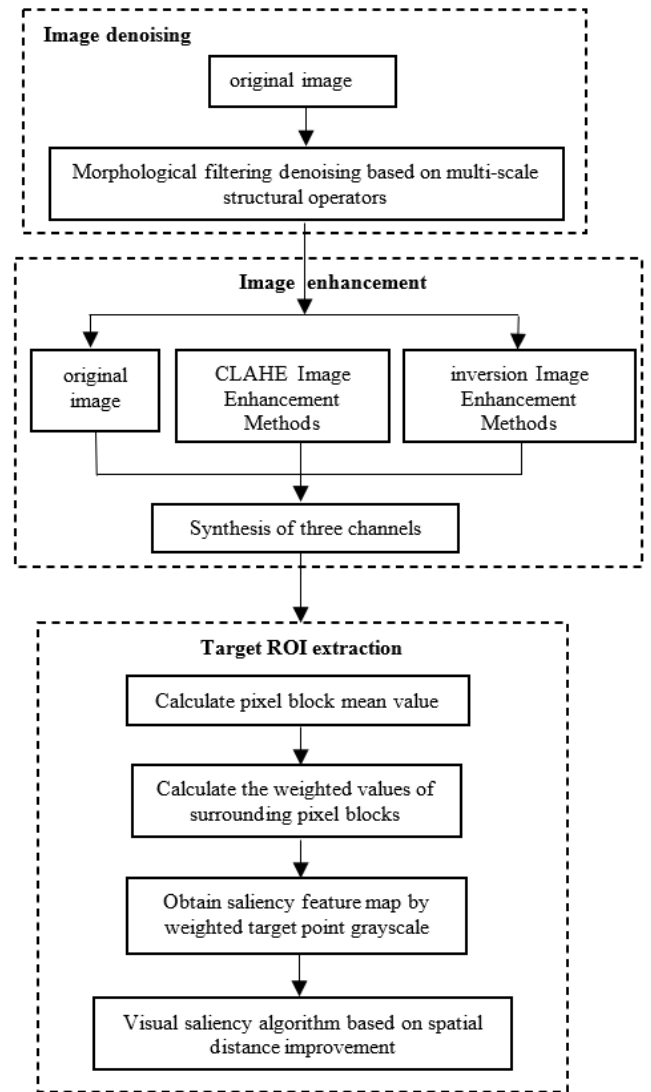 Image denoising
original image
Morphological filtering denoising based on multi-scale
structural operators
Image enhancement
original
image
CLAHE Image
Enhancement
Methods
inversion Image
Enhancement
Methods
Synthesis of three channels
Target ROI extraction
Calculate pixel block mean value
Calculate the weighted values of
surrounding pixel blocks
Obtain saliency feature map by
weighted target point grayscale
Visual saliency algorithm based on spatial
distance improvement